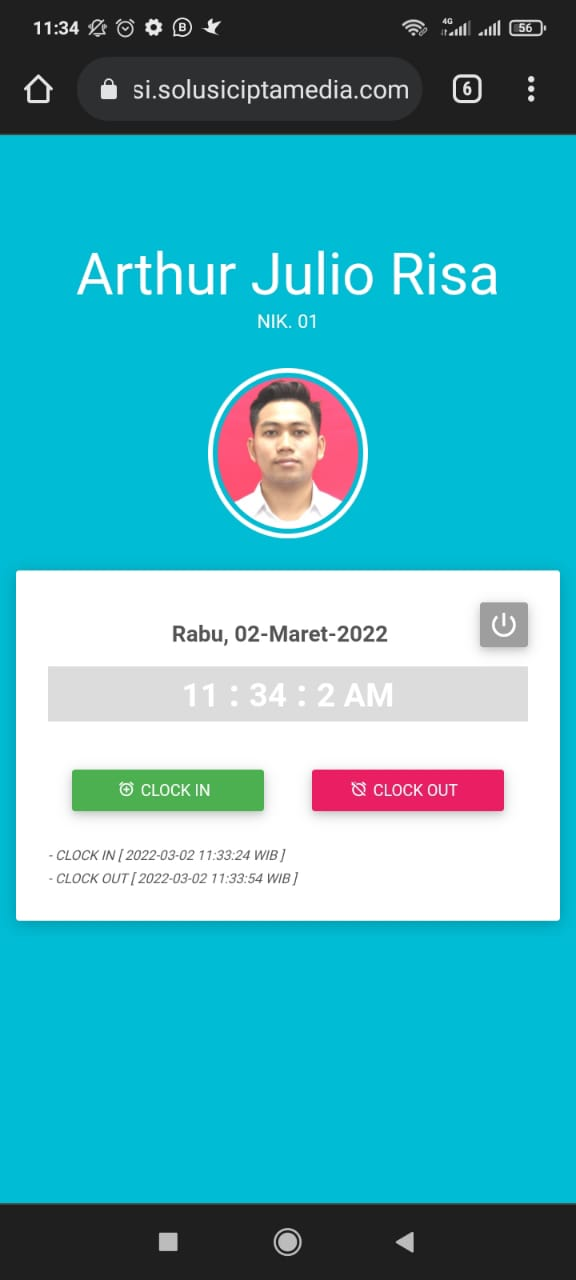 11:34 B 4G 56
si.solusiciptamedia.com 6
Arthur Julio Risa
NIK. 01
Rabu, 02-Maret-2022
11 : 34 : 2 AM
CLOCK IN CLOCK OUT
- CLOCK IN [ 2022-03-02 11:33:24 WIB ]
- CLOCK OUT [ 2022-03-02 11:33:54 WIB ]